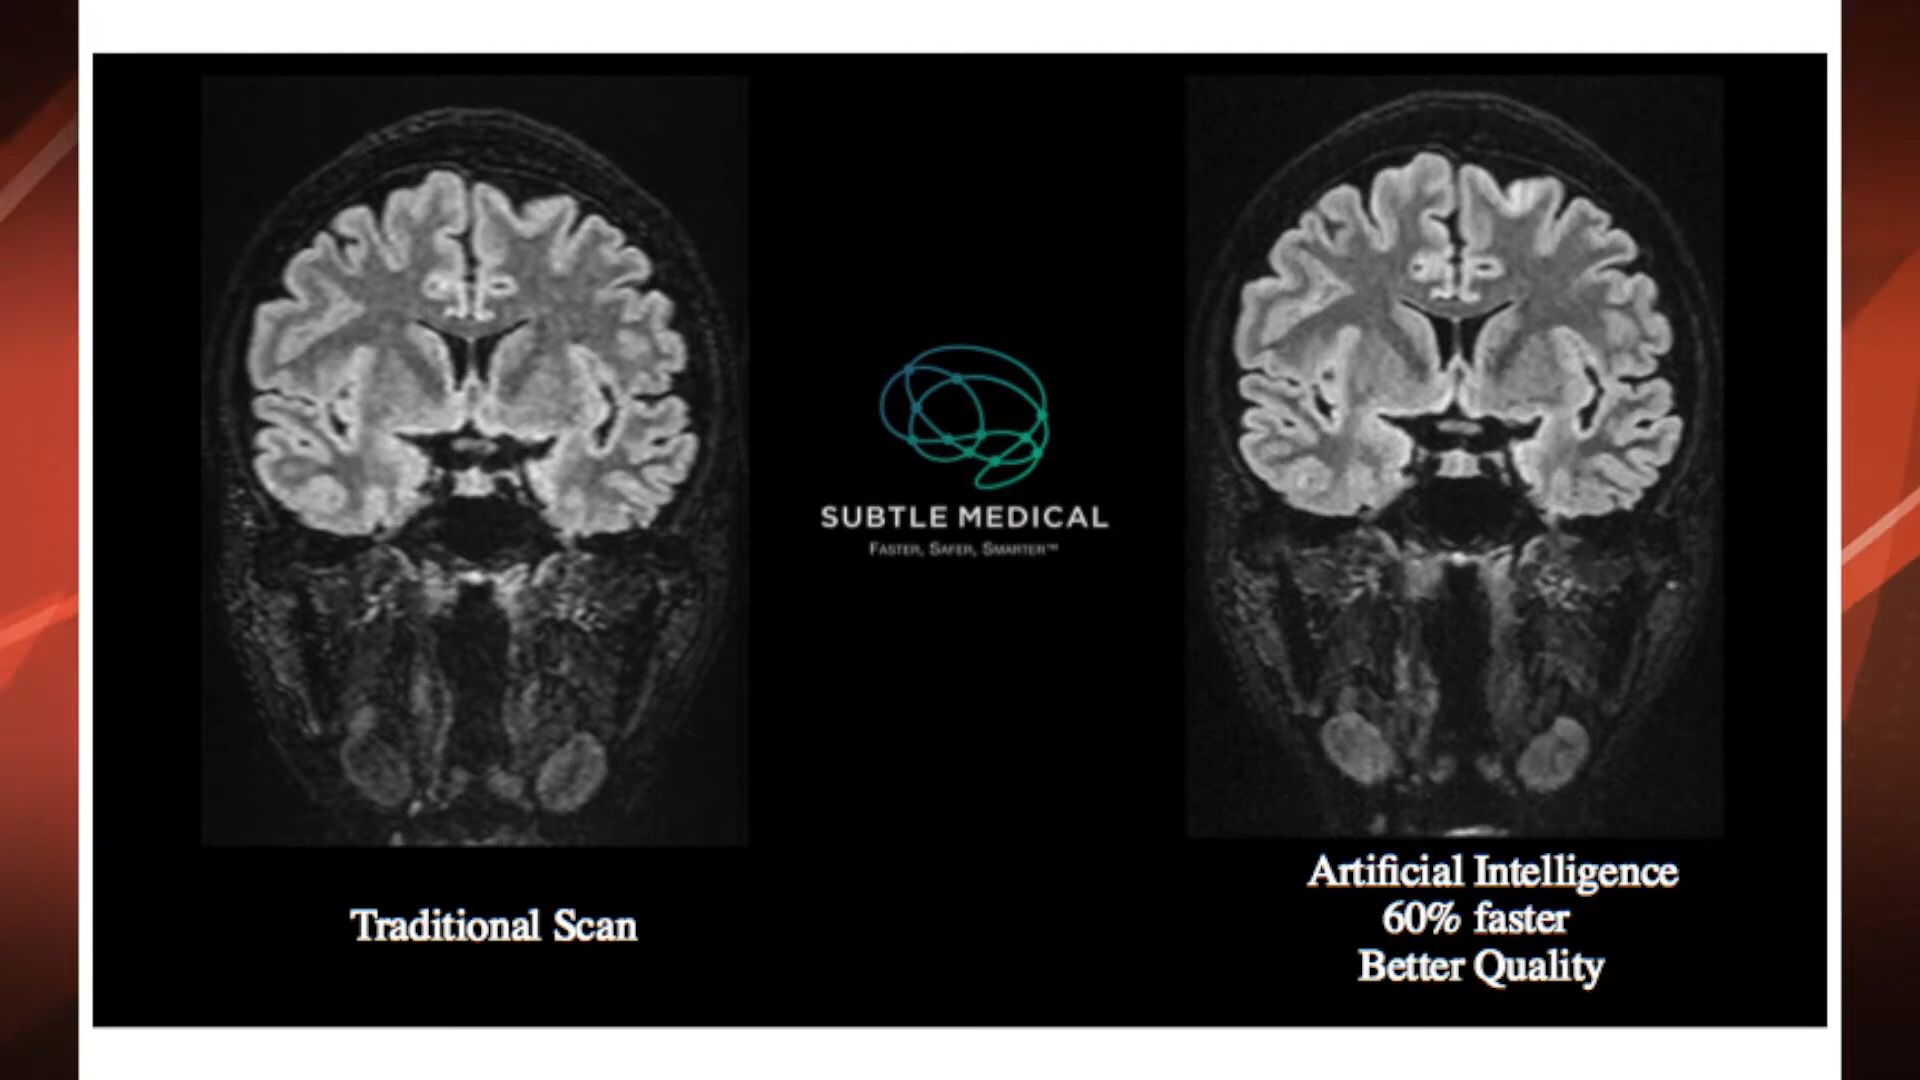 SUBTLE MEDICAL
FASTER, SAFER, SMARTER™
Traditional Scan
Artificial Intelligence
60% faster
Better Quality